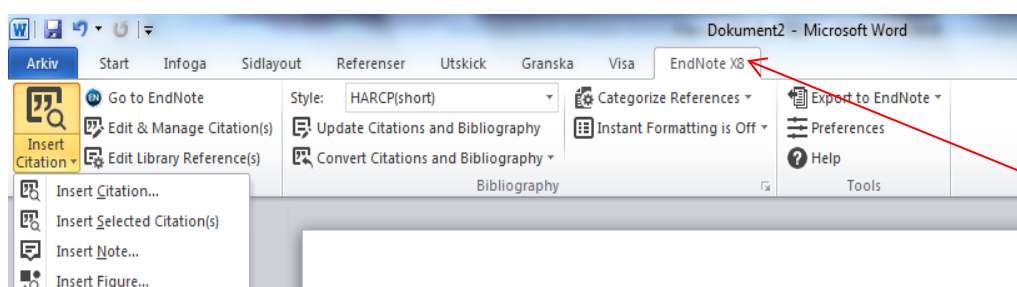 Dokument2 - Microsoft Word
Arkiv Start Infoga Sidlayout Referenser Utskick Granska Visa EndNote X8
Go to EndNote Style: HARCP(short) Categorize References Export to EndNote
Edit & Manage Citation(s) Update Citations and Bibliography Instant Formatting is Off Preferences
Insert
Citation Edit Library Reference(s) Convert Citations and Bibliography Help
Bibliography Tools
Insert Citation...
Insert Selected Citation(s)
Insert Note...
Insert Figure...